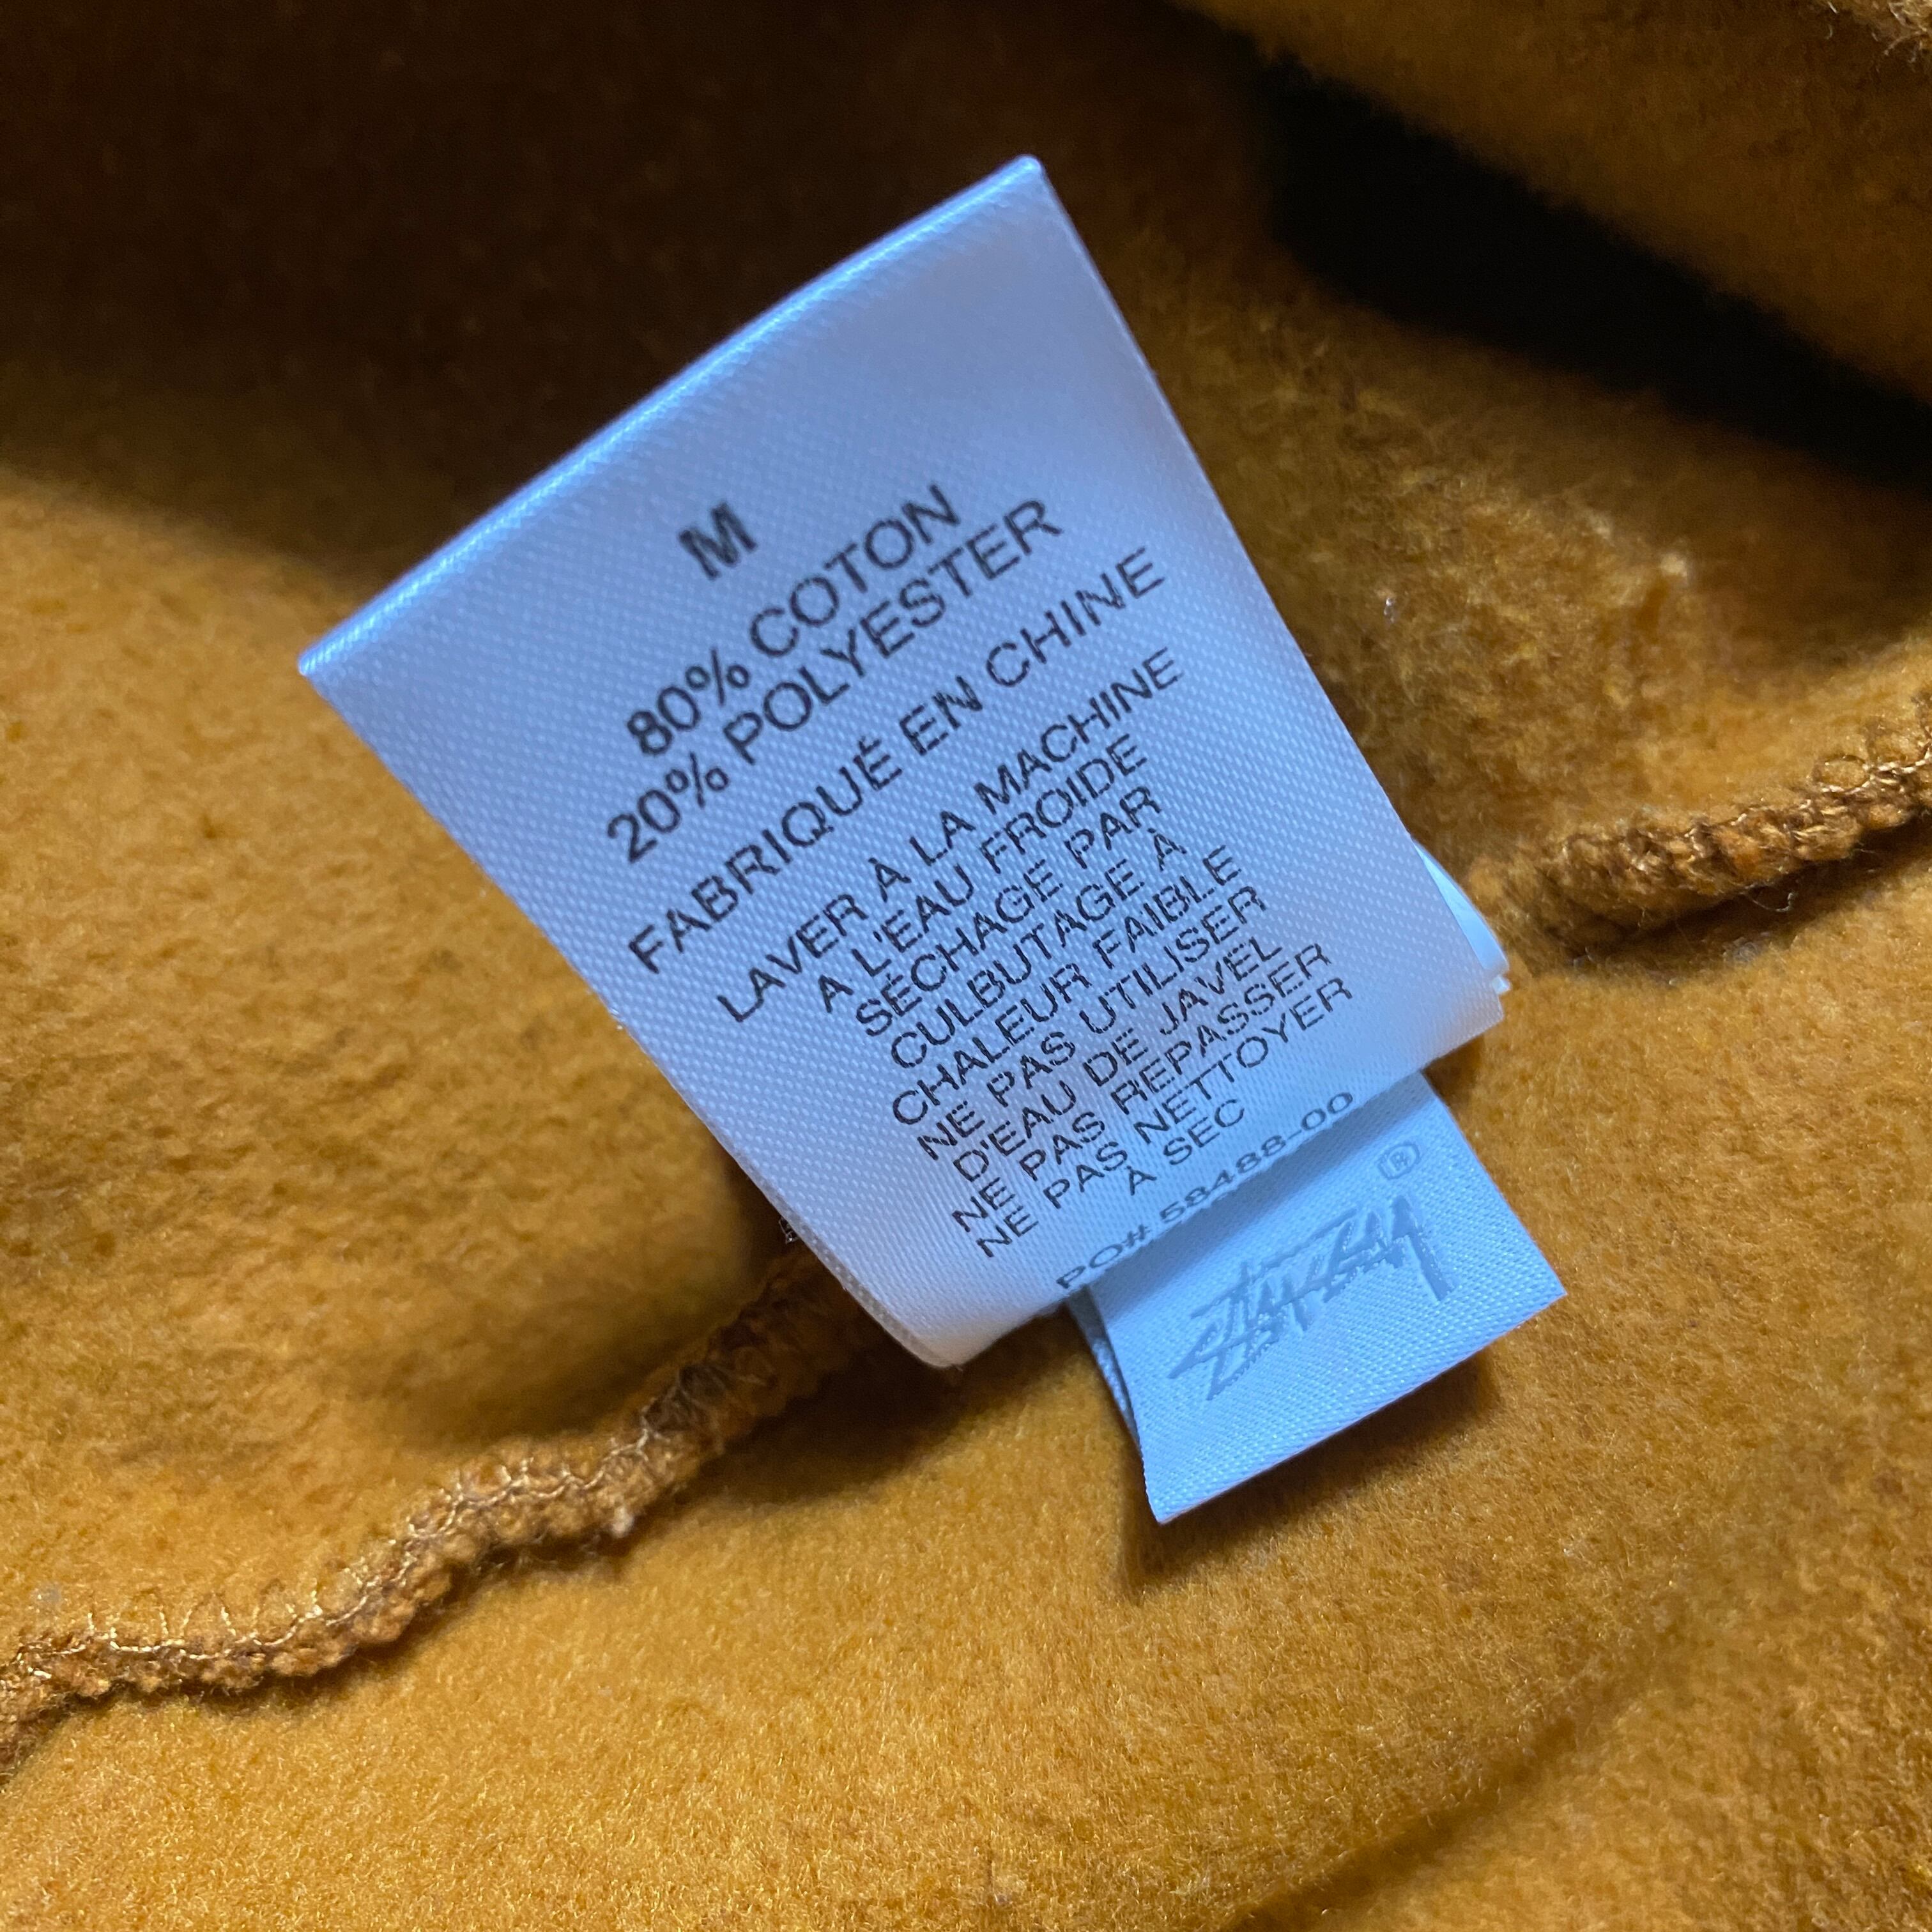 M
80% COTON
20% POLYESTER
FABRIQUÉ EN CHINE
LAVER À LA MACHINE
A L'EAU FROIDE
SÉCHAGE PAR
CULBUTAGE À
CHALEUR FAIBLE
NE PAS UTILISER
D'EAU DE JAVEL
NE PAS REPASSER
NE PAS NETTOYER
À SEC
PO# 58488-00
®
Stüssy